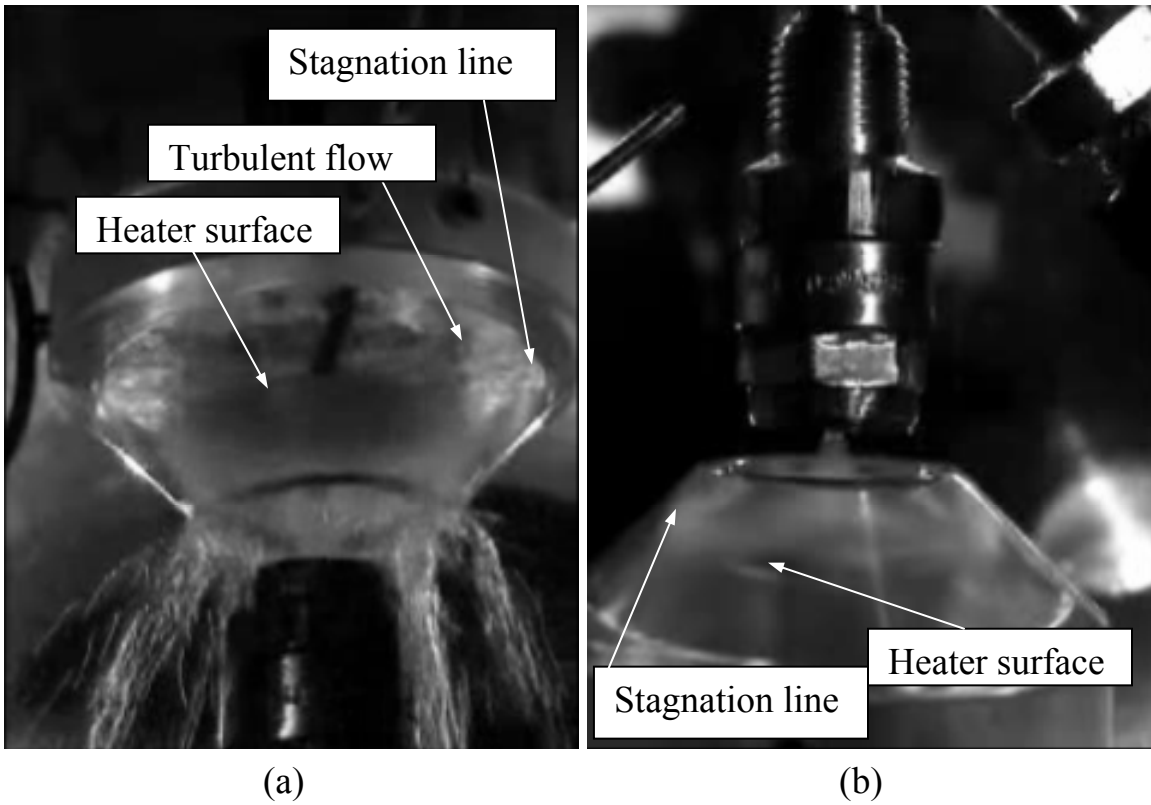 Stagnation line
Turbulent flow
Heater surface
Heater surface
Stagnation line
(a)
(b)